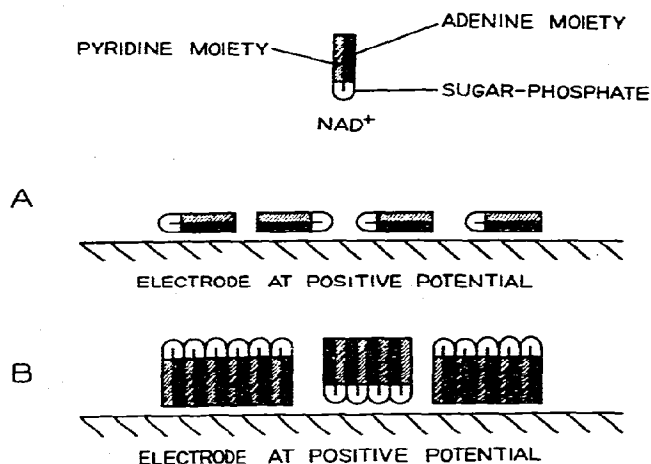 ADENINE MOIETY
PYRIDINE MOIETY
SUGAR-PHOSPHATE
NAD+
A
ELECTRODE AT POSITIVE POTENTIAL
B
ELECTRODE AT POSITIVE POTENTIAL